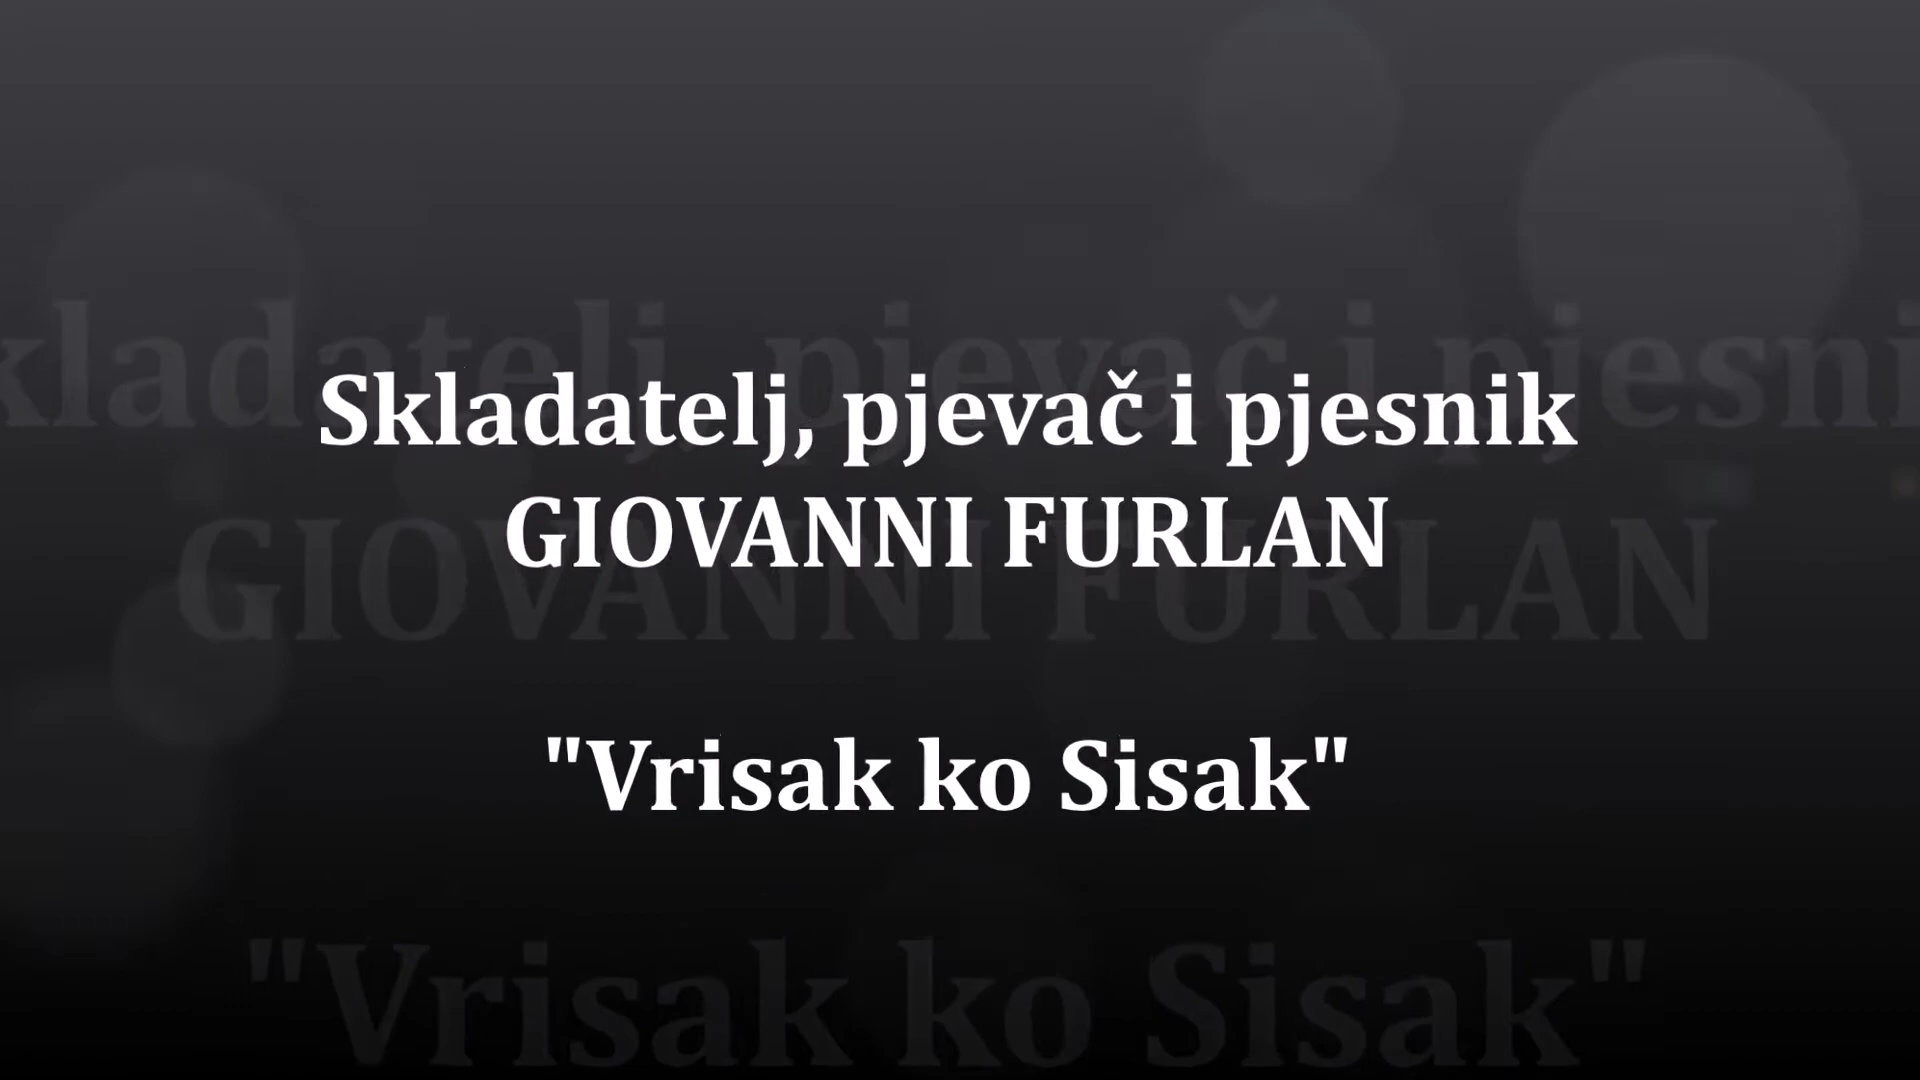 Skladatelj, pjevač i pjesnik
GIOVANNI FURLAN
"Vrisak ko Sisak"